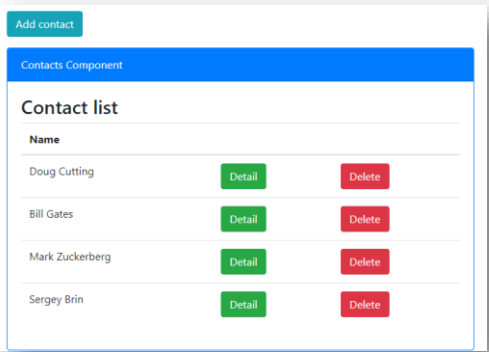 Add contact
Contacts Component
Contact list
Name
Doug Cutting Detail Delete
Bill Gates Detail Delete
Mark Zuckerberg Detail Delete
Sergey Brin Detail Delete